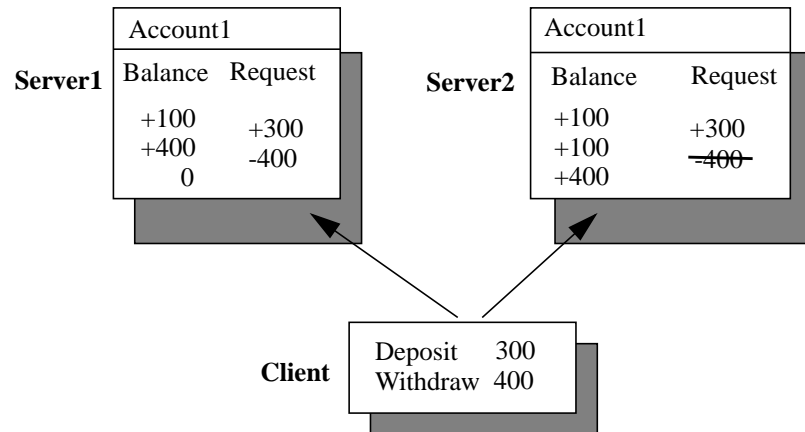 Account1
Server1
Balance Request
+100
+300
+400
-400
0
Account1
Server2
Balance Request
+100
+300
+100
-400
+400
Client
Deposit 300
Withdraw 400